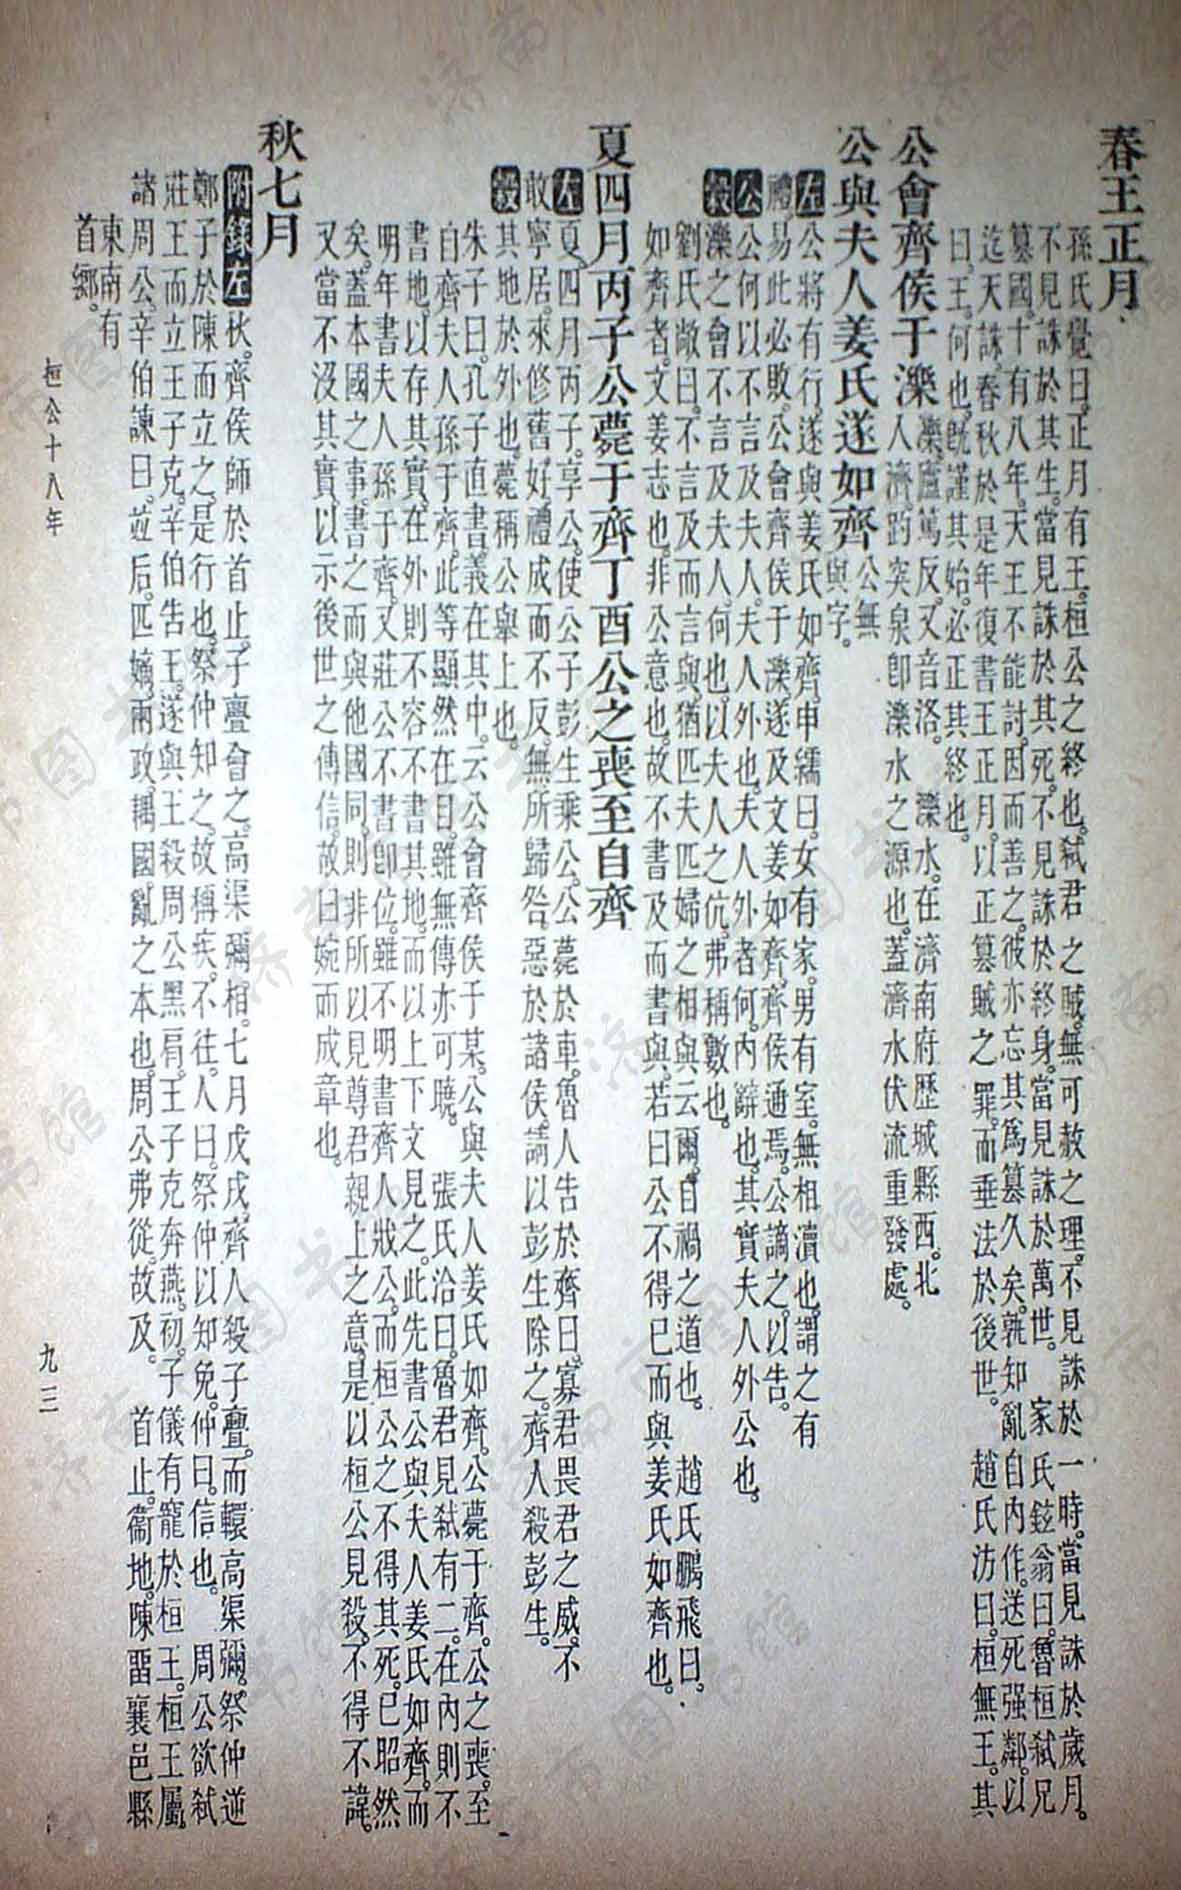 春王正月
孫氏覺曰。正月有王。桓公之終也。弒君之賊。無可赦之理。不見誅於一時。當見誅於歲月。
不見誅於其生。當見誅於其死。不見誅於終身。當見誅於萬世。　家氏鉉翁曰。魯桓弒兄
篡國。十有八年。天王不能討。因而善之。彼亦忘其爲篡久矣。孰知亂自內作。送死强鄰。以
迄天誅。春秋於是年復書王正月。以正篡賊之罪。而垂法於後世。　趙氏汸曰。桓無王。其
曰。王。何也。旣謹其始。必正其終也。
公會齊侯于濼　濼。盧篤反。又音洛。　濼水。在濟南府歷城縣西。北
人濟。趵突泉卽濼水之源也。蓋濟水伏流重發處。
公與夫人姜氏遂如齊　公無
與字。
左公將有行。遂與姜氏如齊。申繻曰。女有家。男有室。無相瀆也。謂之有
禮。易此必敗。公會齊侯于濼。遂及文姜如齊。齊侯通焉。公謫之。以告。
公公何以不言及夫人。夫人外也。夫人外者何。內辭也。其實夫人外公也。
穀濼之會不言及夫人。何也。以夫人之伉。弗稱數也。
劉氏敞曰。不言及而言與。猶匹夫匹婦之相與云爾。自禍之道也。　趙氏鵬飛曰。
如齊者。文姜志也。非公意也。故不書及而書與。若曰公不得已而與姜氏如齊也。
夏四月丙子公薨于齊丁酉公之喪至自齊
左夏。四月。丙子。享公。使公子彭生乘公。公薨於車。魯人告於齊曰。寡君畏君之威。不
敢寧居。來修舊好。禮成而不反。無所歸咎。惡於諸侯。請以彭生除之。齊人殺彭生。
穀其地。於外也。薨稱公。舉上也。
朱子曰。孔子直書。義在其中。云公會齊侯于某。公與夫人姜氏如齊。公薨于齊。公之喪。至
自齊。夫人孫于齊。此等顯然在目。雖無傳亦可曉。　張氏洽曰。魯君見弒有二。在內則不
書地。以存其實。在外則不容不書其地。而以上下文見之。此先書公與夫人姜氏如齊。而
明年書夫人孫于齊。又莊公不書卽位。雖不明書齊人戕公。而桓公之不得其死。已昭然
矣。蓋本國之事。書之而與他國同。則非所以見尊君親上之意。是以桓公見殺。不得不諱。
又當不沒其實。以示後世之傳信。故曰婉而成章也。
秋七月
附錄左秋。齊侯師於首止。子亹會之。高渠彌相。七月戊戌。齊人殺子亹。而轘高渠彌。祭仲逆
鄭子於陳而立之。是行也。祭仲知之。故稱疾。不往。人曰。祭仲以知免。仲曰。信也。　周公欲弒
莊王而立王子克。辛伯告王。遂與王殺周公黑肩。王子克奔燕。初。子儀有寵於桓王。桓王屬
諸周公。辛伯諫曰。竝后。匹嫡。兩政。耦國。亂之本也。周公弗從。故及。　首止。衞地。陳留襄邑縣
東南有
首鄉。
桓公十八年
九三